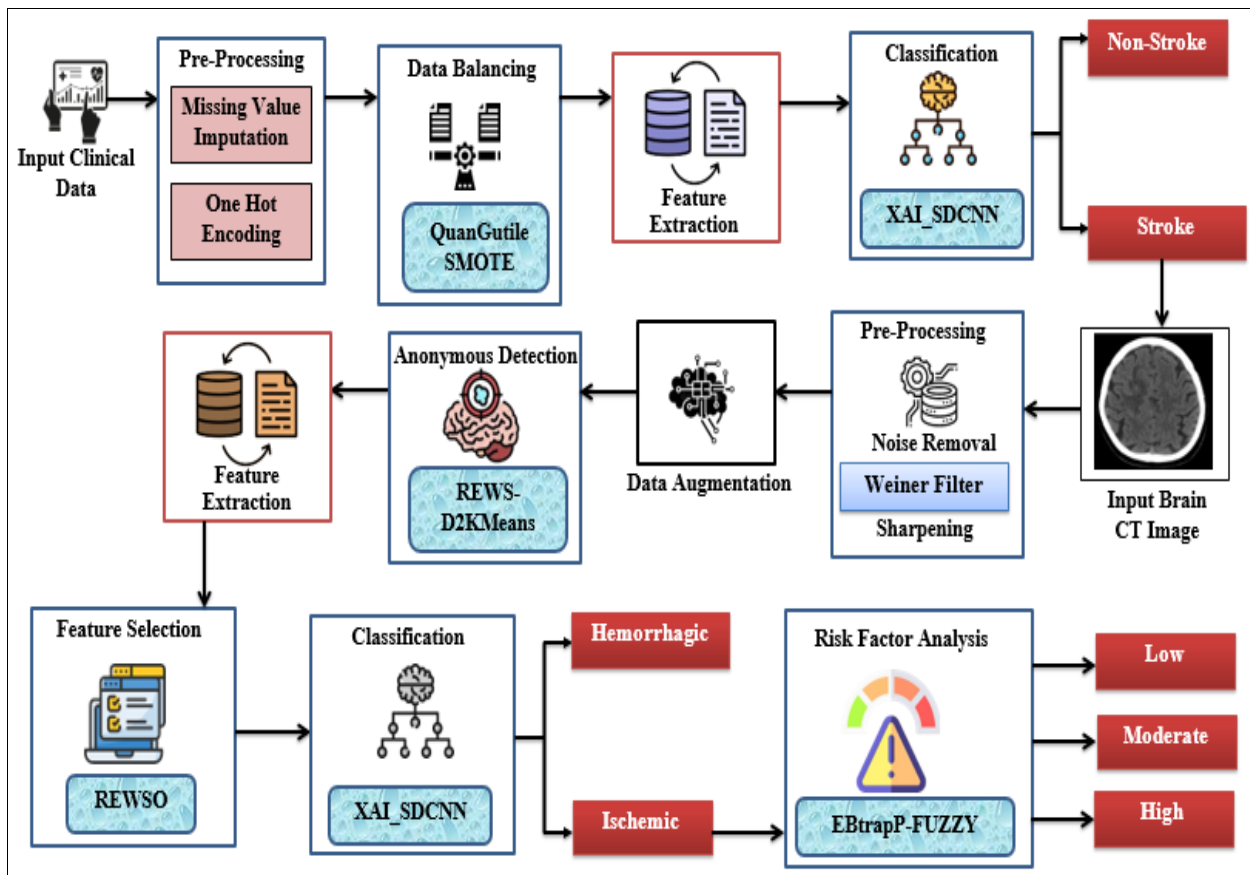 Pre-Processing
Missing Value
Imputation
One Hot
Encoding
Input Clinical
Data
Data Balancing
QuanGutile
SMOTE
Feature
Extraction
Classification
XAI_SDCNN
Non-Stroke
Stroke
Input Brain
CT Image
Pre-Processing
Noise Removal
Weiner Filter
Sharpening
Data Augmentation
Anonymous Detection
REWS-
D2KMeans
Feature
Extraction
Feature Selection
REWSO
Classification
XAI_SDCNN
Hemorrhagic
Ischemic
Risk Factor Analysis
EBtrapP-FUZZY
Low
Moderate
High